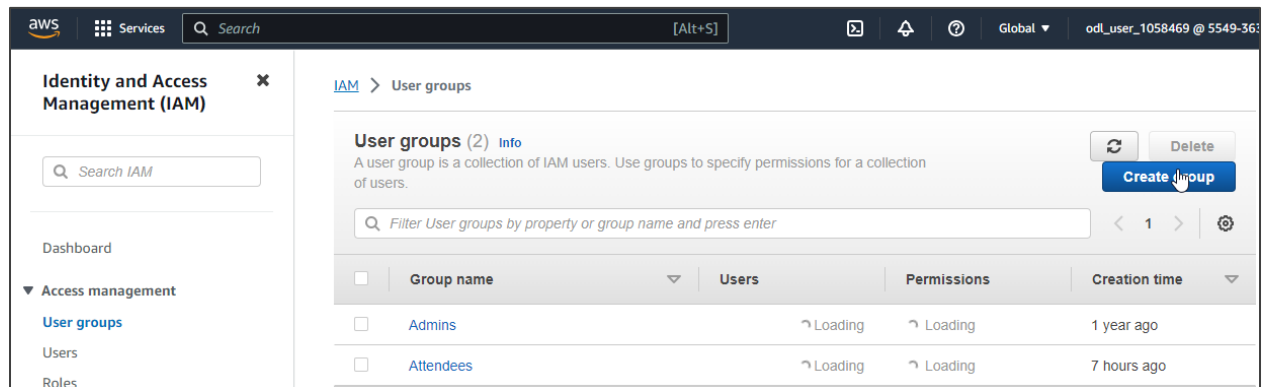 aws Services Search [Alt+S] Global ▼ odl_user_1058469 @ 5549-363
Identity and Access
Management (IAM)
Search IAM
Dashboard
Access management
User groups
Users
Roles
IAM > User groups
User groups (2) Info
A user group is a collection of IAM users. Use groups to specify permissions for a collection
of users.
Delete
Create group
Filter User groups by property or group name and press enter
1
Group name Users Permissions Creation time
Admins Loading Loading 1 year ago
Attendees Loading Loading 7 hours ago